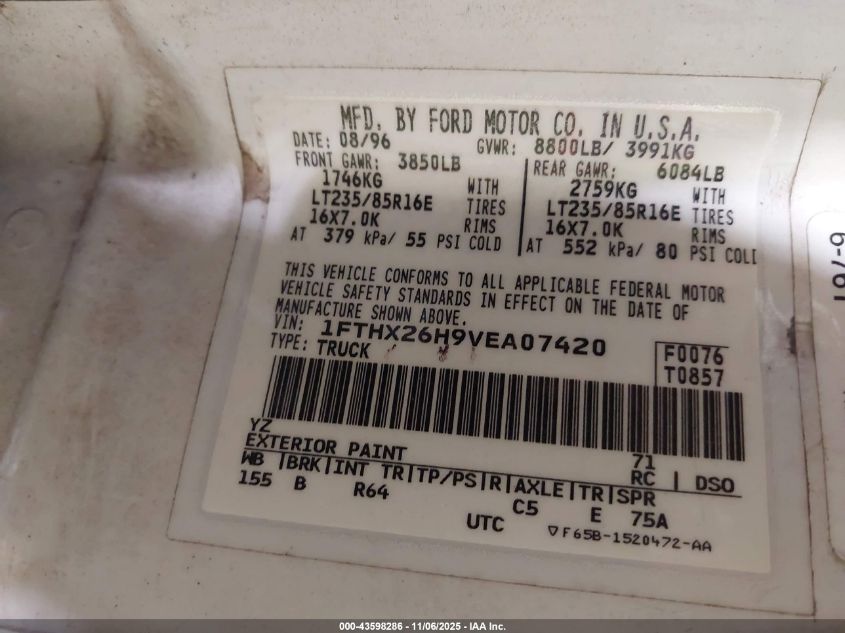 MFD. BY FORD MOTOR CO. IN U.S.A.
DATE: 08/96 GVWR: 8800LB/ 3991KG
FRONT GAWR: 3850LB REAR GAWR: 6084LB
1746KG WITH 2759KG WITH
LT235/85R16E TIRES LT235/85R16E TIRES
16X7.0K RIMS 16X7.0K RIMS
AT 379 kPa/ 55 PSI COLD AT 552 kPa/ 80 PSI COLD
THIS VEHICLE CONFORMS TO ALL APPLICABLE FEDERAL MOTOR
VEHICLE SAFETY STANDARDS IN EFFECT ON THE DATE OF
MANUFACTURE SHOWN ABOVE.
VIN: 1FTHX26H9VEA07420
TYPE: TRUCK
F0076
T0857
YZ
EXTERIOR PAINT 71
WB |BRK|INT TR|TP/PS|R|AXLE|TR|SPR RC | DSO
155 B R64 C5 E 75A
UTC ▽F65B-1520472-AA
000-43598286 - 11/06/2025 - IAA Inc.